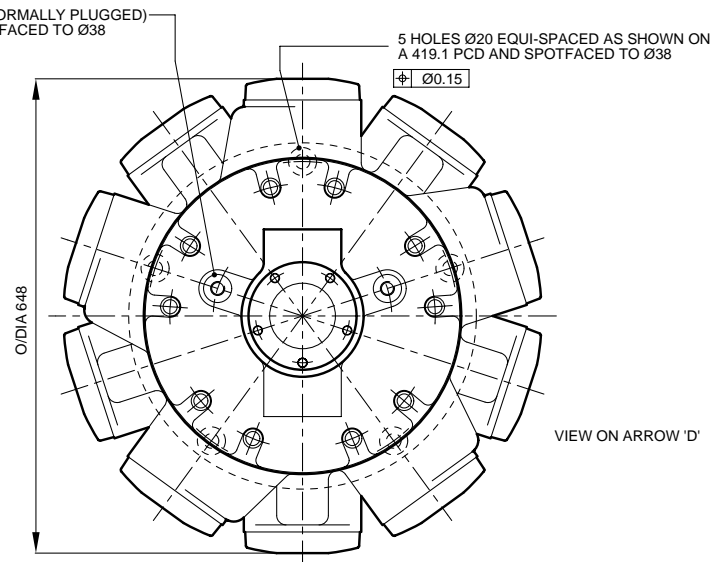 ORMALLY PLUGGED)
FACED TO Ø38
5 HOLES Ø20 EQUI-SPACED AS SHOWN ON
A 419.1 PCD AND SPOTFACED TO Ø38
⌖ Ø0.15
O/DIA 648
VIEW ON ARROW 'D'